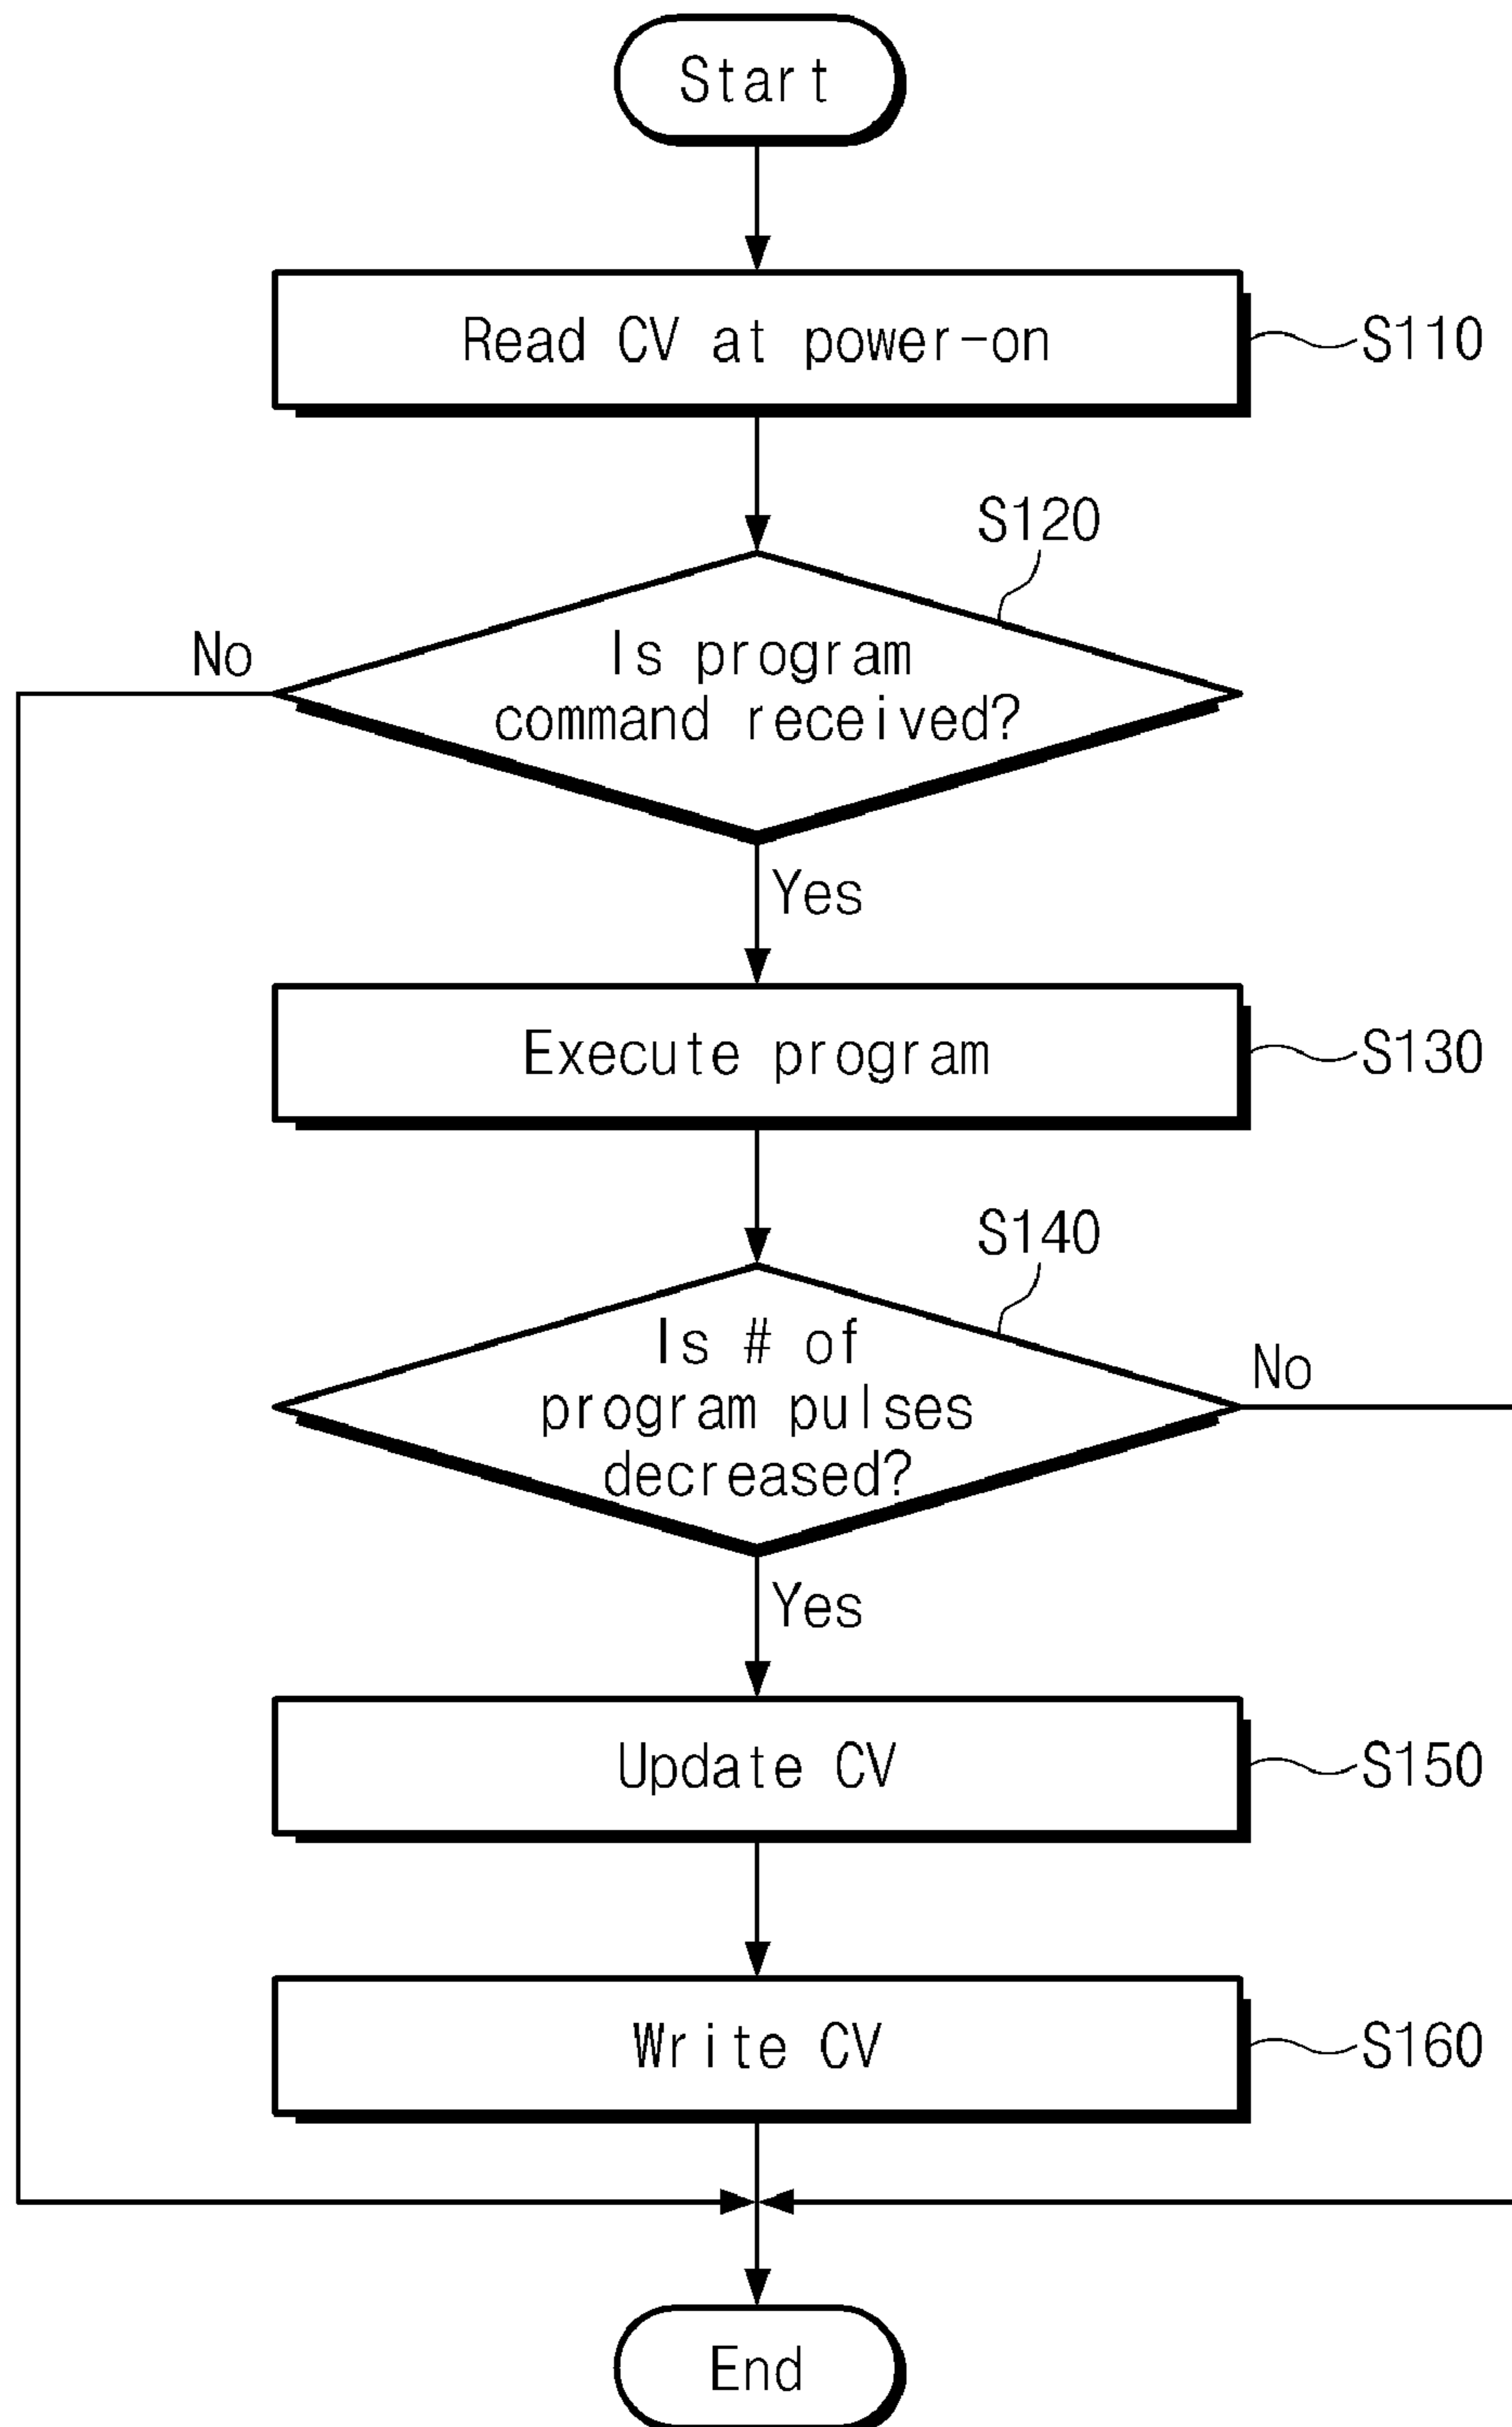 Start
Read CV at power-on
S110
S120
No
Is program
command received?
Yes
Execute program
S130
S140
Is # of
program pulses
decreased?
No
Yes
Update CV
S150
Write CV
S160
End